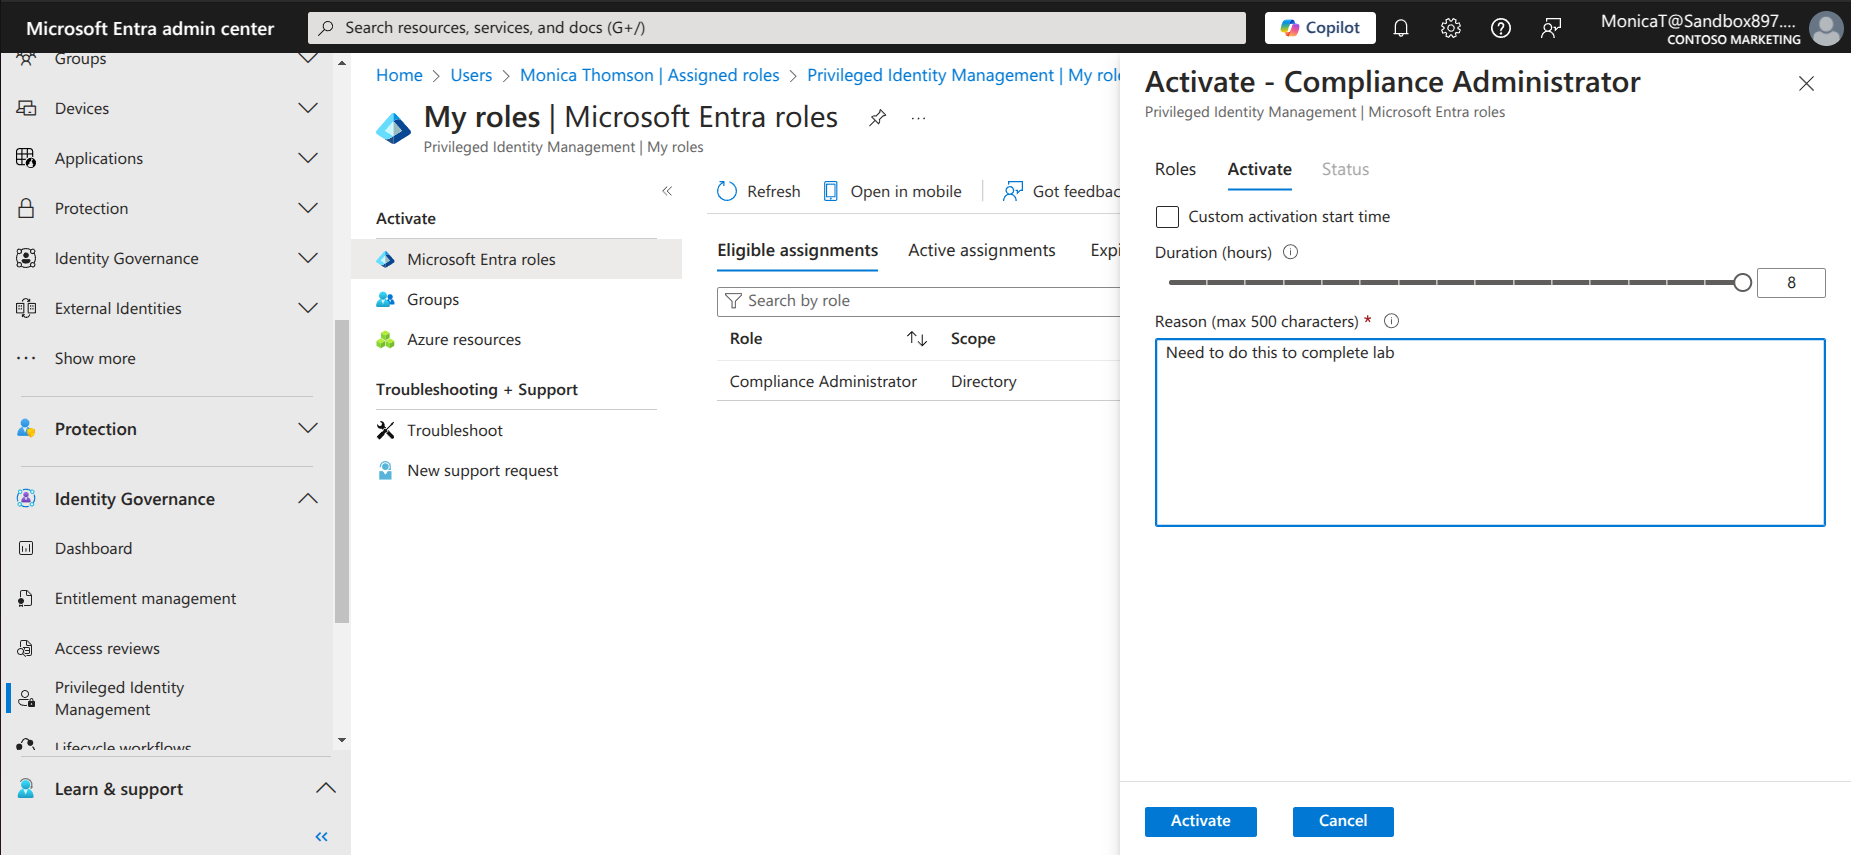 Microsoft Entra admin center
Search resources, services, and docs (G+/)
Copilot
MonicaT@Sandbox897....
CONTOSO MARKETING
Groups
Devices
Applications
Protection
Identity Governance
External Identities
Show more
Protection
Identity Governance
Dashboard
Entitlement management
Access reviews
Privileged Identity
Management
Lifecycle workflows
Learn & support
Home > Users > Monica Thomson | Assigned roles > Privileged Identity Management | My role
My roles | Microsoft Entra roles
Privileged Identity Management | My roles
Activate
Microsoft Entra roles
Groups
Azure resources
Troubleshooting + Support
Troubleshoot
New support request
Refresh
Open in mobile
Got feedbac
Eligible assignments
Active assignments
Expi
Search by role
Role
Scope
Compliance Administrator
Directory
Activate - Compliance Administrator
Privileged Identity Management | Microsoft Entra roles
Roles
Activate
Status
Custom activation start time
Duration (hours)
8
Reason (max 500 characters) *
Need to do this to complete lab
Activate
Cancel